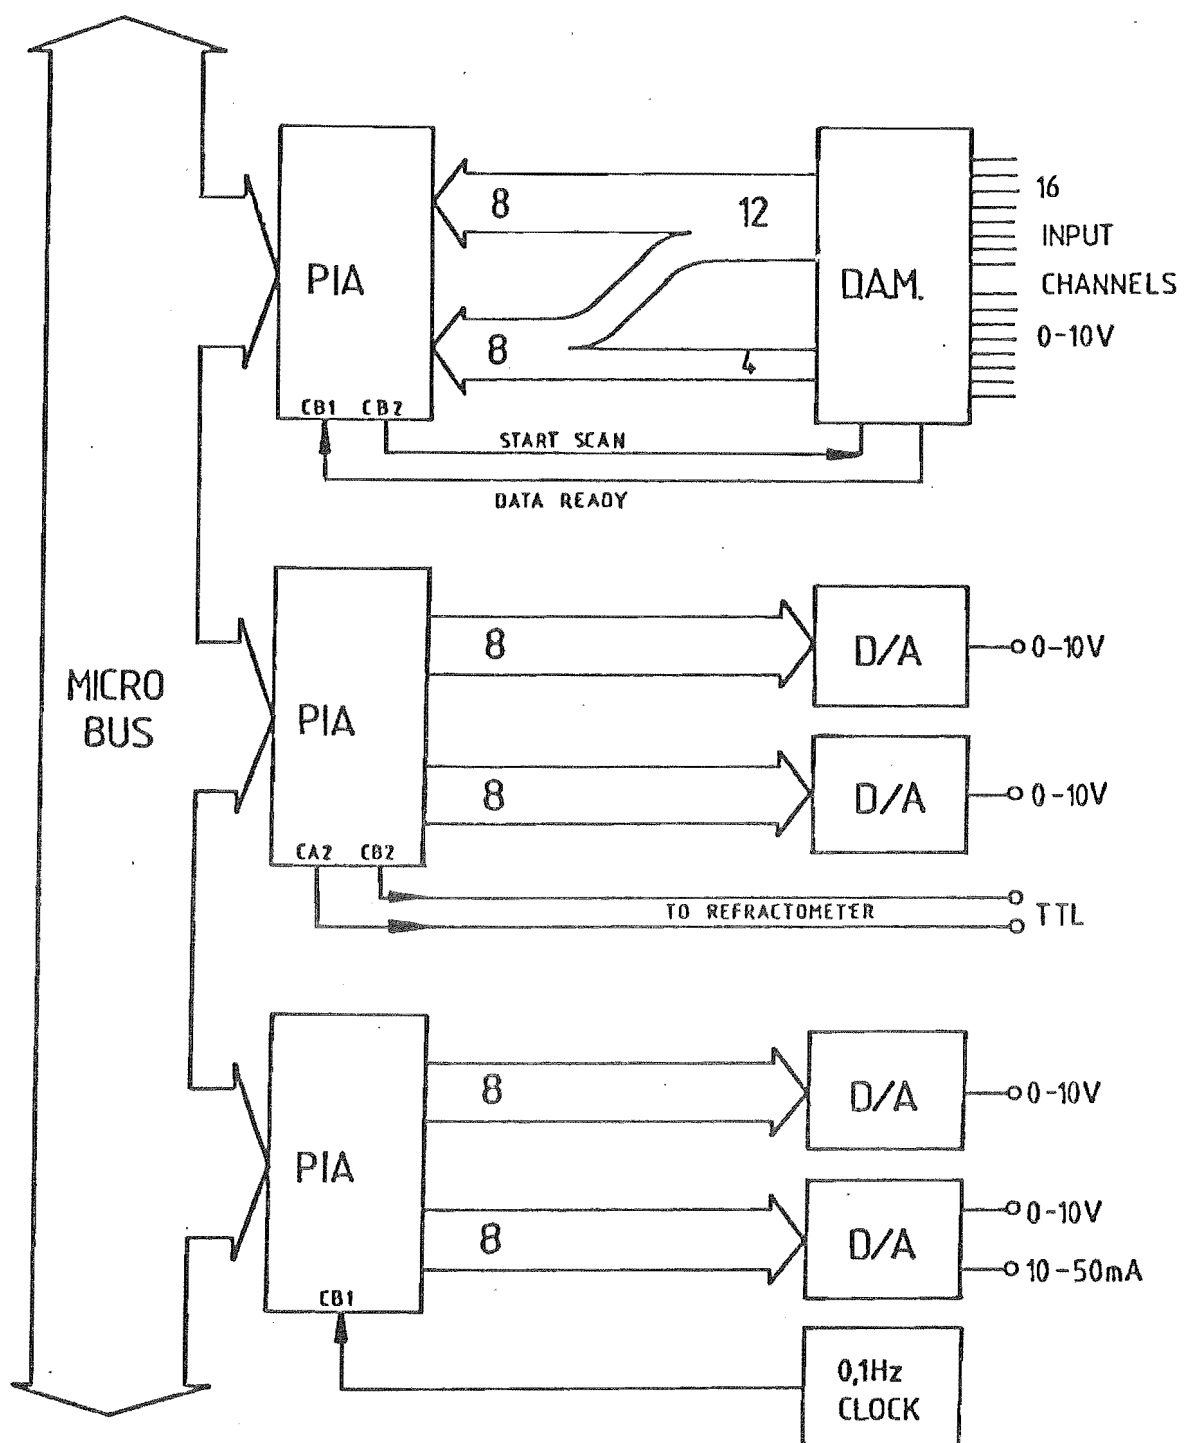 8
12
16
INPUT
CHANNELS
0-10V
PIA
D.A.M.
8
4
CB1 CB2
START SCAN
DATA READY
8
D/A
0-10V
MICRO
BUS
PIA
8
D/A
0-10V
CA2 CB2
TO REFRACTOMETER
TTL
8
D/A
0-10V
PIA
8
D/A
0-10V
10-50mA
CB1
0,1Hz
CLOCK